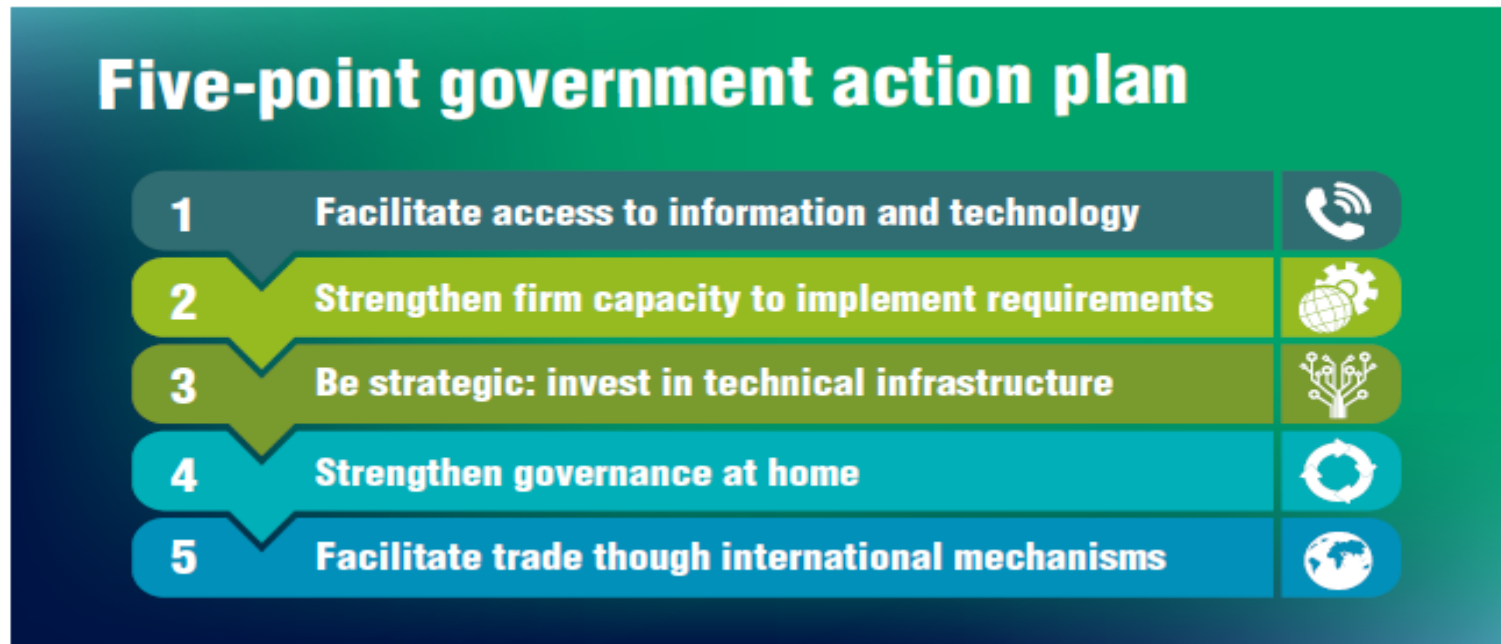 Five-point government action plan
1 Facilitate access to information and technology
2 Strengthen firm capacity to implement requirements
3 Be strategic: invest in technical infrastructure
4 Strengthen governance at home
5 Facilitate trade though international mechanisms